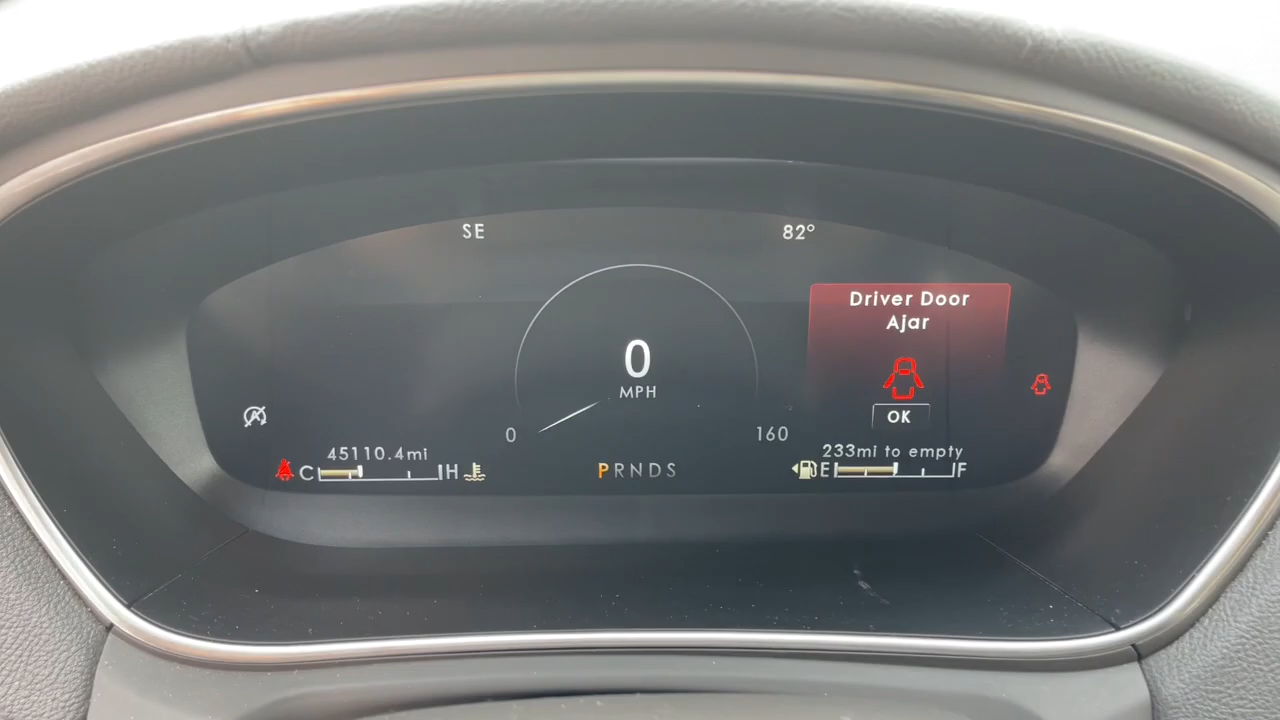 SE
82°
Driver Door
Ajar
0
MPH
OK
0
160
45110.4mi
233mi to empty
C H
PRNDS
E F